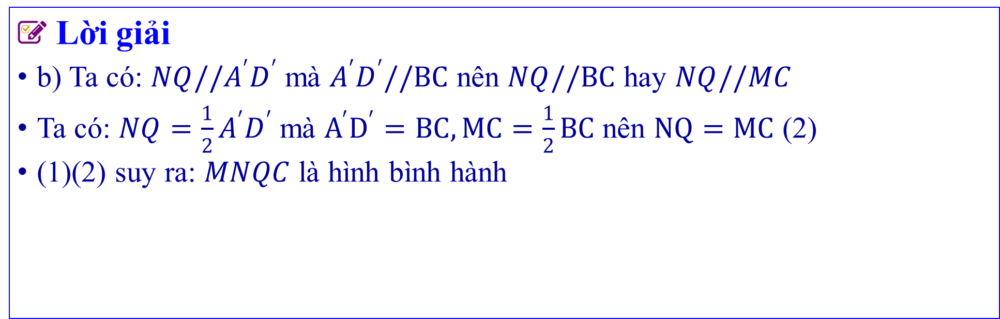 Lời giải
• b) Ta có: NQ//A′D′ mà A′D′//BC nên NQ//BC hay NQ//MC
• Ta có: NQ = 1/2 A′D′ mà A′D′ = BC, MC = 1/2 BC nên NQ = MC (2)
• (1)(2) suy ra: MNQC là hình bình hành